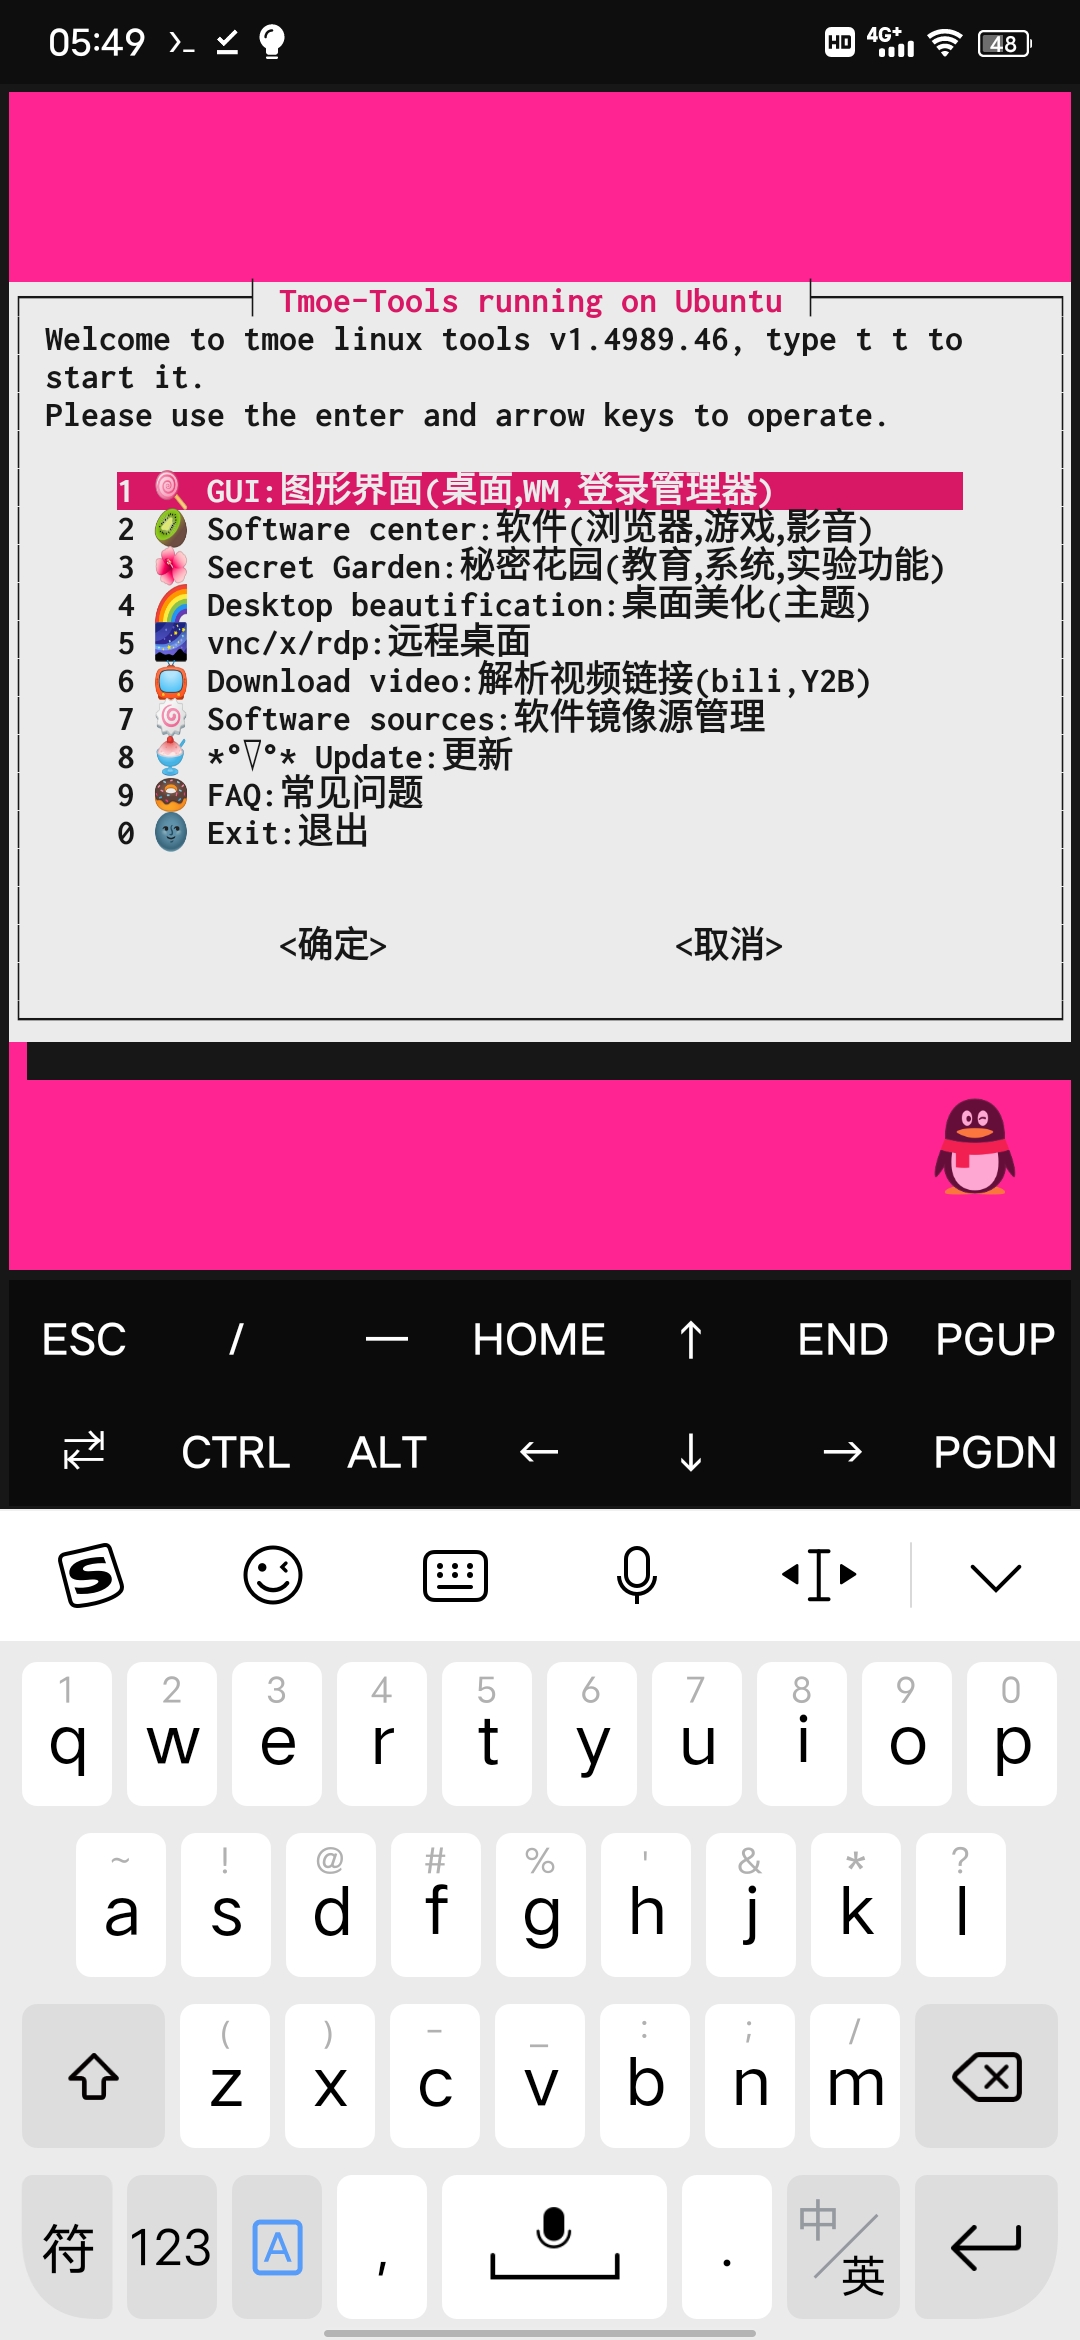 05:49 HD 4G+ 48
Tmoe-Tools running on Ubuntu
Welcome to tmoe linux tools v1.4989.46, type t t to
start it.
Please use the enter and arrow keys to operate.
1 🍭 GUI:图形界面(桌面,WM,登录管理器)
2 🥝 Software center:软件(浏览器,游戏,影音)
3 🌺 Secret Garden:秘密花园(教育,系统,实验功能)
4 🌈 Desktop beautification:桌面美化(主题)
5 🌌 vnc/x/rdp:远程桌面
6 📺 Download video:解析视频链接(bili,Y2B)
7 🍥 Software sources:软件镜像源管理
8 🍧 *°▽°* Update:更新
9 🍩 FAQ:常见问题
0 🌚 Exit:退出
<确定> <取消>
ESC / — HOME ↑ END PGUP
⇄ CTRL ALT ← ↓ → PGDN
1 2 3 4 5 6 7 8 9 0
q w e r t y u i o p
~ ! @ # % ' & * ?
a s d f g h j k l
( ) - _ : ; /
z x c v b n m
符 123 A , . 中/英